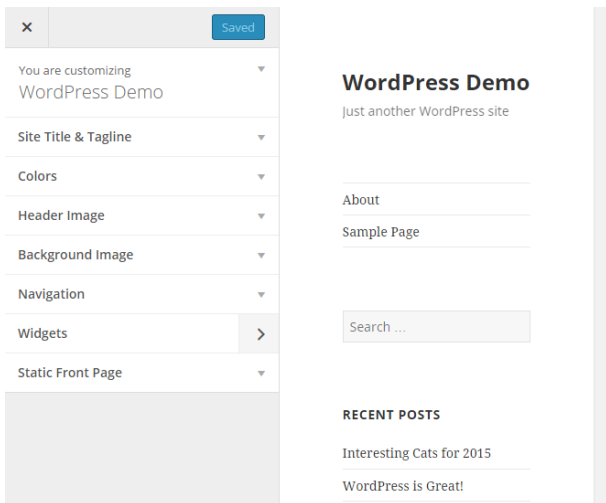 Saved
You are customizing
WordPress Demo
Site Title & Tagline
Colors
Header Image
Background Image
Navigation
Widgets
Static Front Page
WordPress Demo
Just another WordPress site
About
Sample Page
Search …
RECENT POSTS
Interesting Cats for 2015
WordPress is Great!